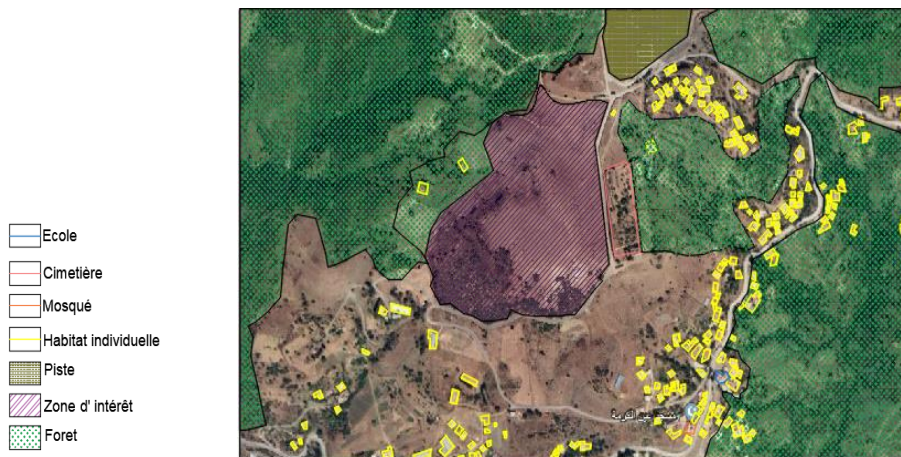 Ecole
Cimetière
Mosqué
Habitat individuelle
Piste
Zone d' intérêt
Foret